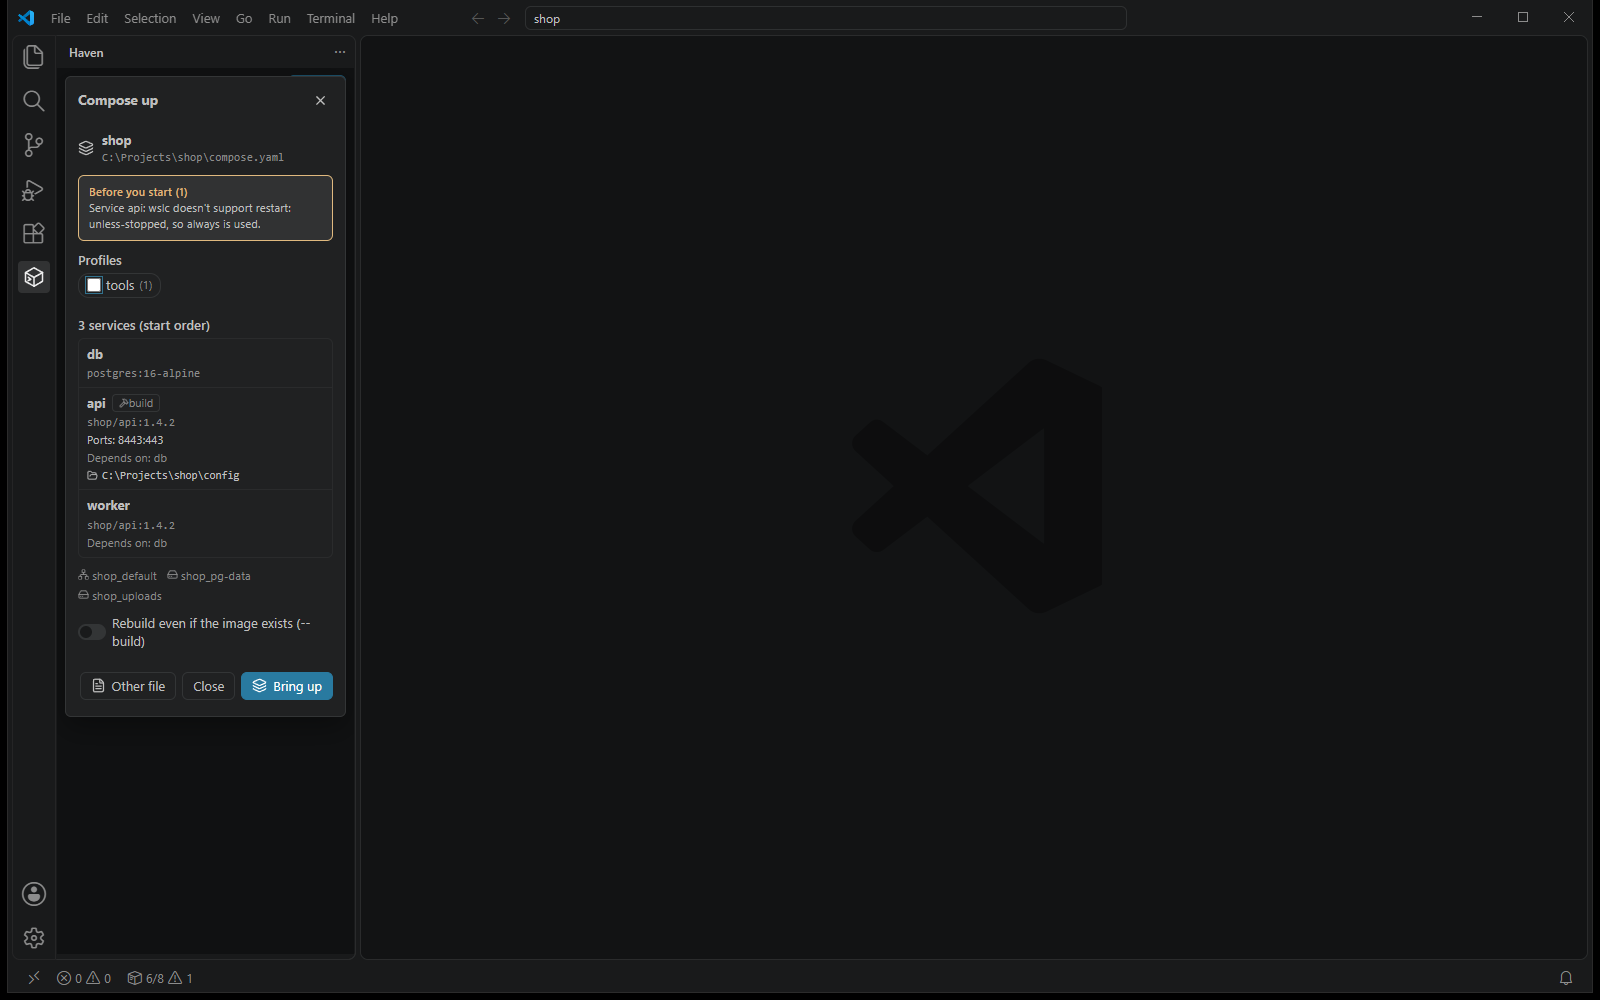 File Edit Selection View Go Run Terminal Help
shop
Haven
Compose up
shop
C:\Projects\shop\compose.yaml
Before you start (1)
Service api: wslc doesn't support restart:
unless-stopped, so always is used.
Profiles
tools (1)
3 services (start order)
db
postgres:16-alpine
api build
shop/api:1.4.2
Ports: 8443:443
Depends on: db
C:\Projects\shop\config
worker
shop/api:1.4.2
Depends on: db
shop_default shop_pg-data
shop_uploads
Rebuild even if the image exists (--
build)
Other file Close Bring up
0 0 6/8 1